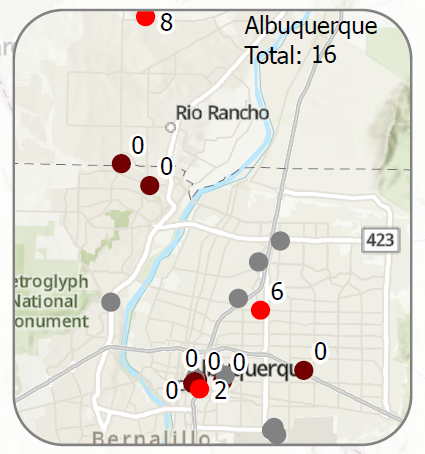 8
Albuquerque
Total: 16
Rio Rancho
0
0
423
etroglyph
National
onument
6
0
0
0
0
querqu
0
2
Bernalillo